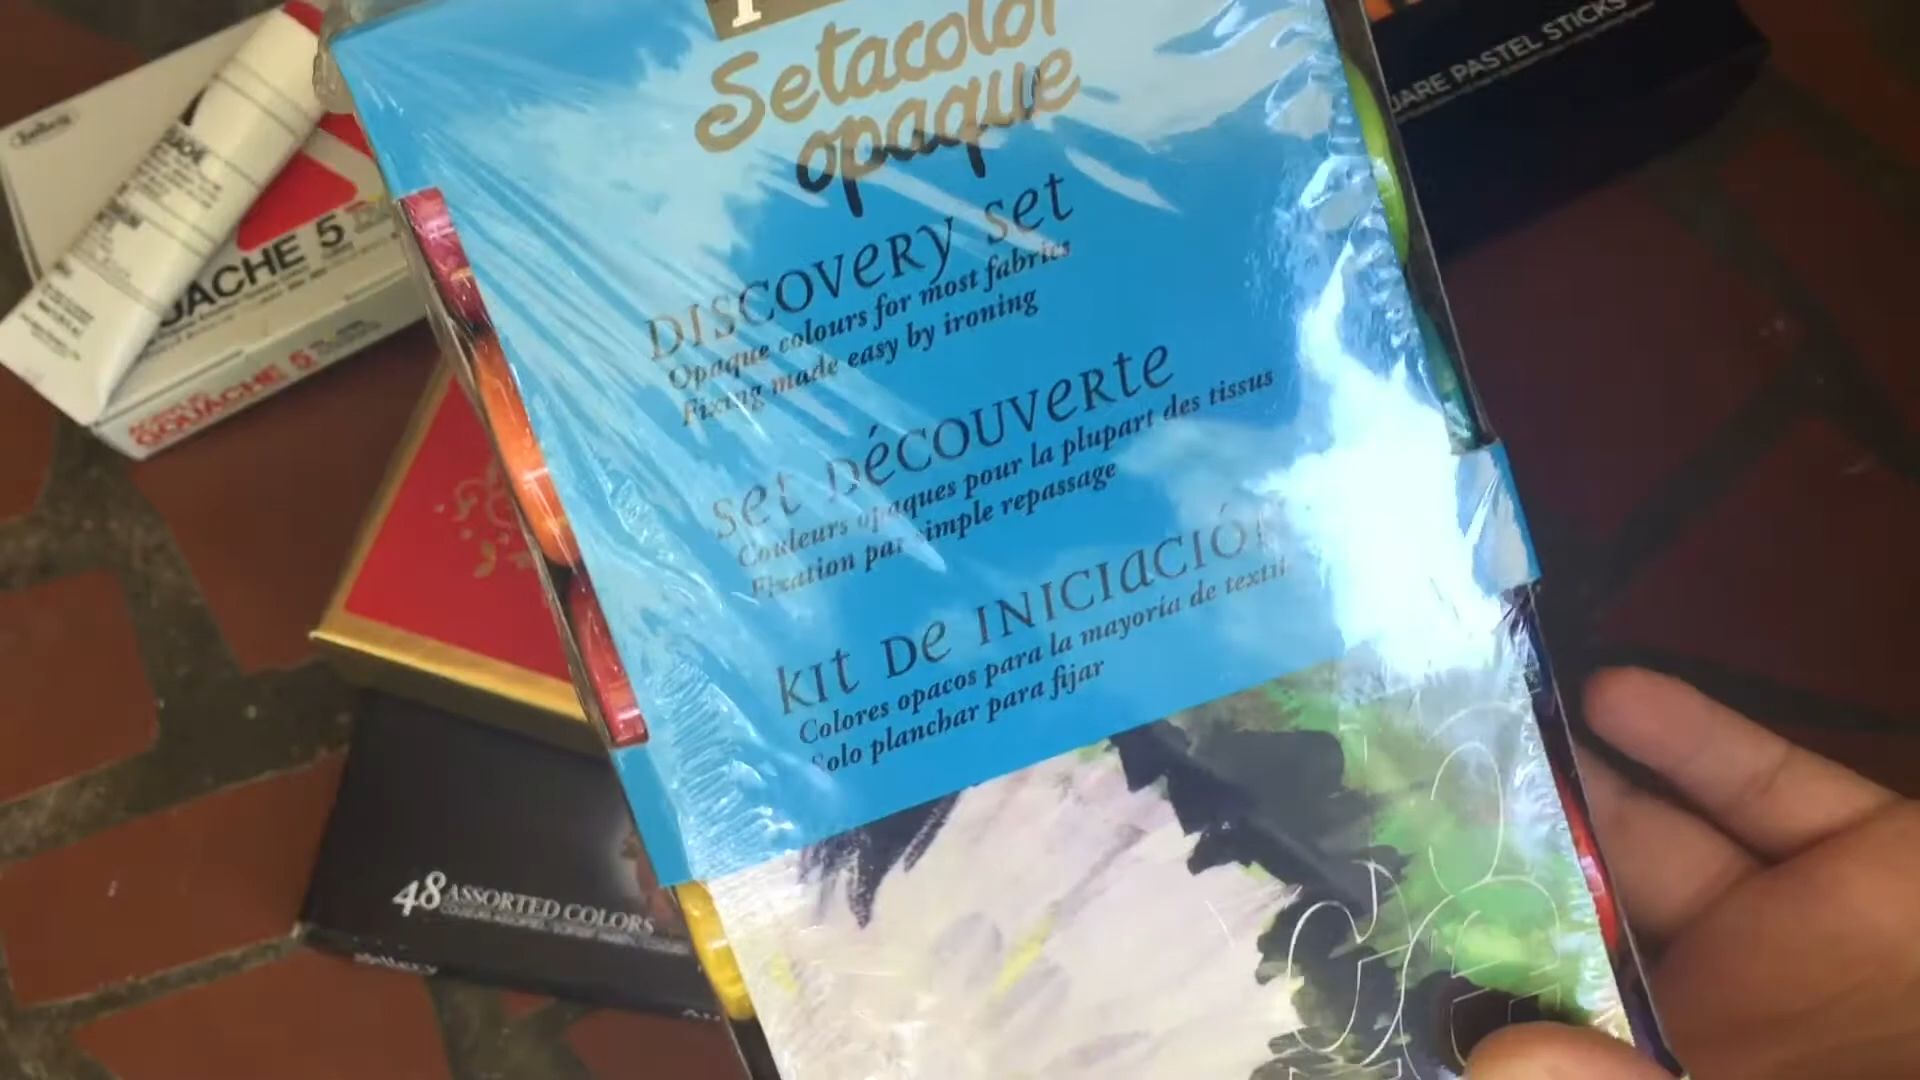 Setacolor
opaque
DISCOVERY SET
Opaque colours for most fabrics
Fixing made easy by ironing
SET DÉCOUVERTE
Couleurs opaques pour la plupart des tissus
Fixation par simple repassage
KIT DE INICIACIÓN
Colores opacos para la mayoría de textil
Solo planchar para fijar
UARE PASTEL STICKS
UACHE 5
GOUACHE 5
48 ASSORTED COLORS